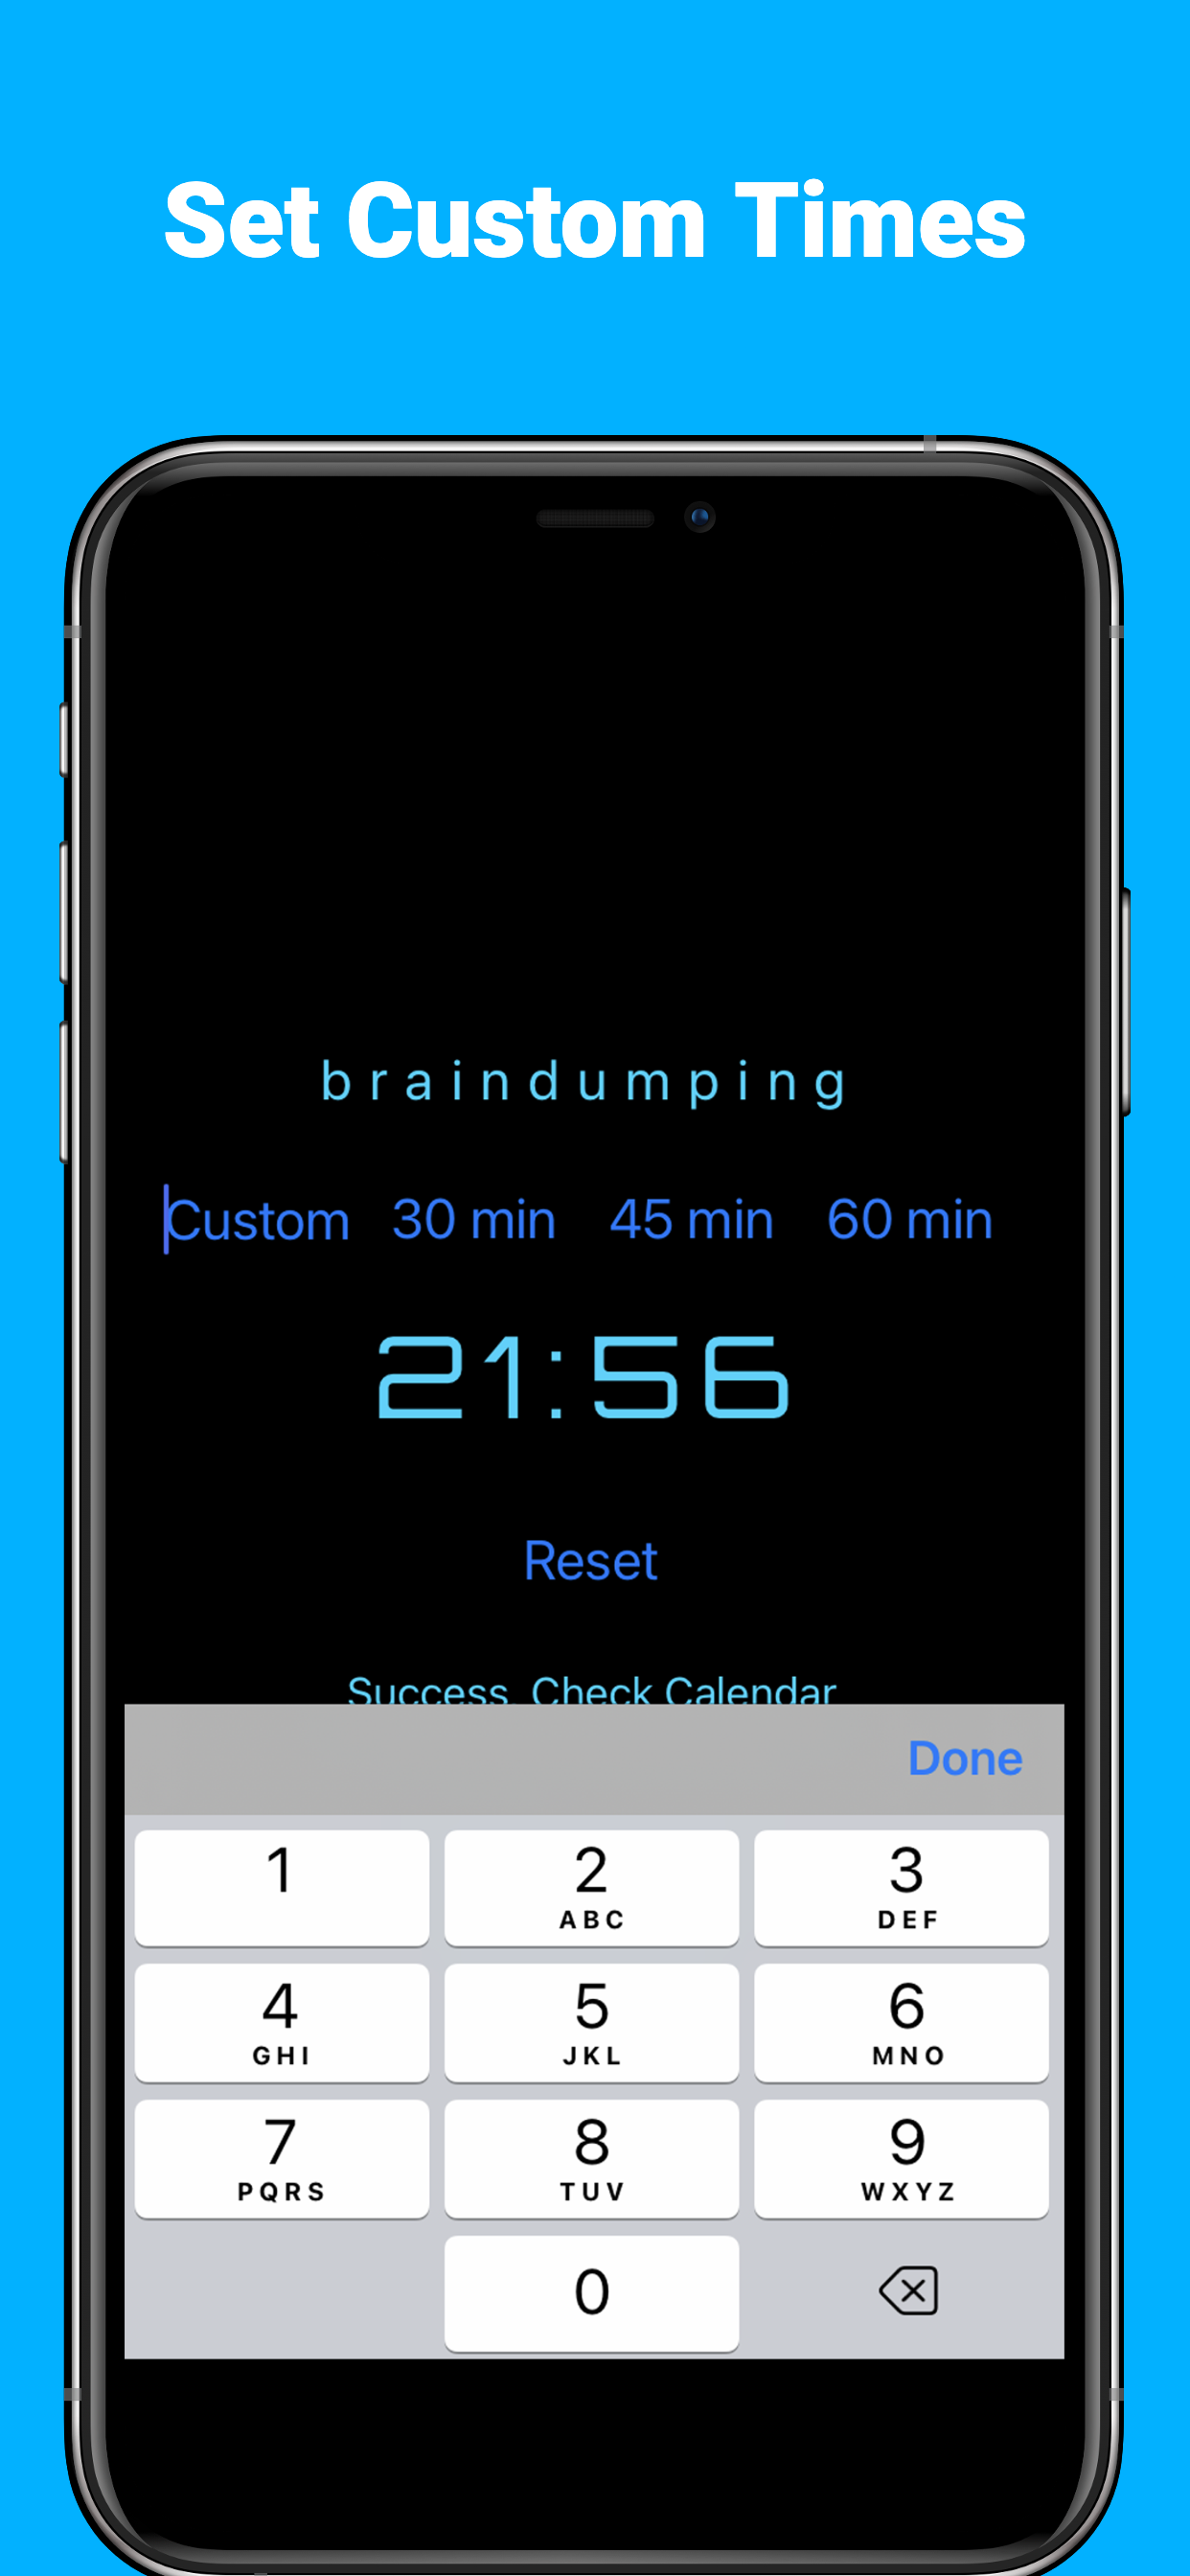 Set Custom Times
braindumping
Custom 30 min 45 min 60 min
21:56
Reset
Success Check Calendar
Done
1 2 3
ABC DEF
4 5 6
GHI JKL MNO
7 8 9
PQRS TUV WXYZ
0